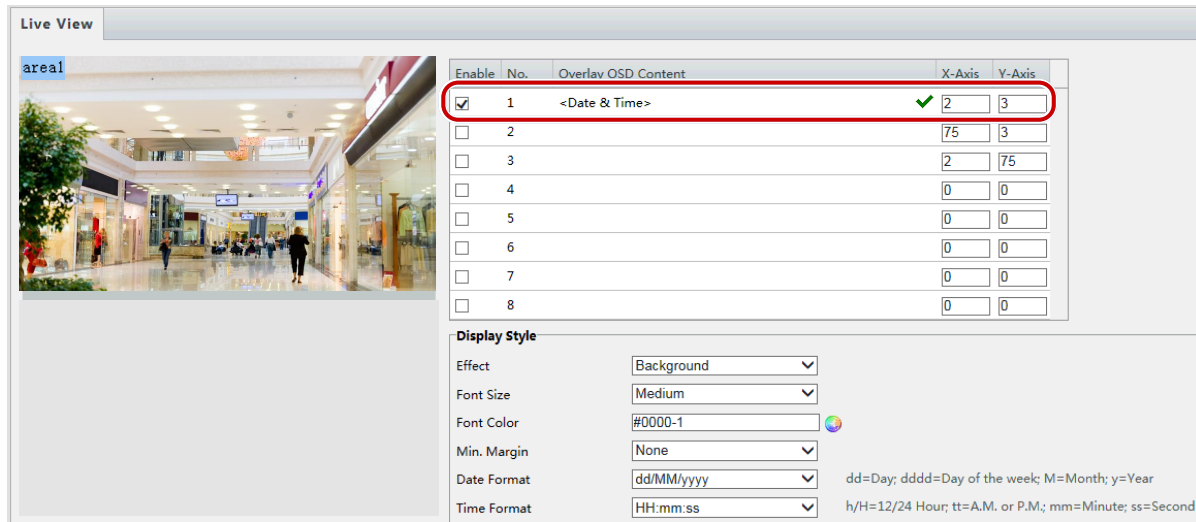 Live View
area1
Enable No. Overlay OSD Content X-Axis Y-Axis
1 <Date & Time> 2 3
2 75 3
3 2 75
4 0 0
5 0 0
6 0 0
7 0 0
8 0 0
Display Style
Effect Background
Font Size Medium
Font Color #0000-1
Min. Margin None
Date Format dd/MM/yyyy dd=Day; dddd=Day of the week; M=Month; y=Year
Time Format HH:mm:ss h/H=12/24 Hour; tt=A.M. or P.M.; mm=Minute; ss=Second